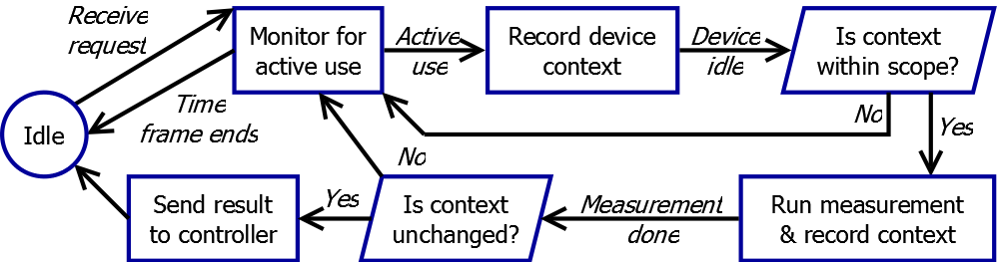 Receive
request
Monitor for
active use
Active
use
Record device
context
Device
idle
Is context
within scope?
Time
frame ends
Idle
No
Yes
No
Send result
to controller
Yes
Is context
unchanged?
Measurement
done
Run measurement
& record context